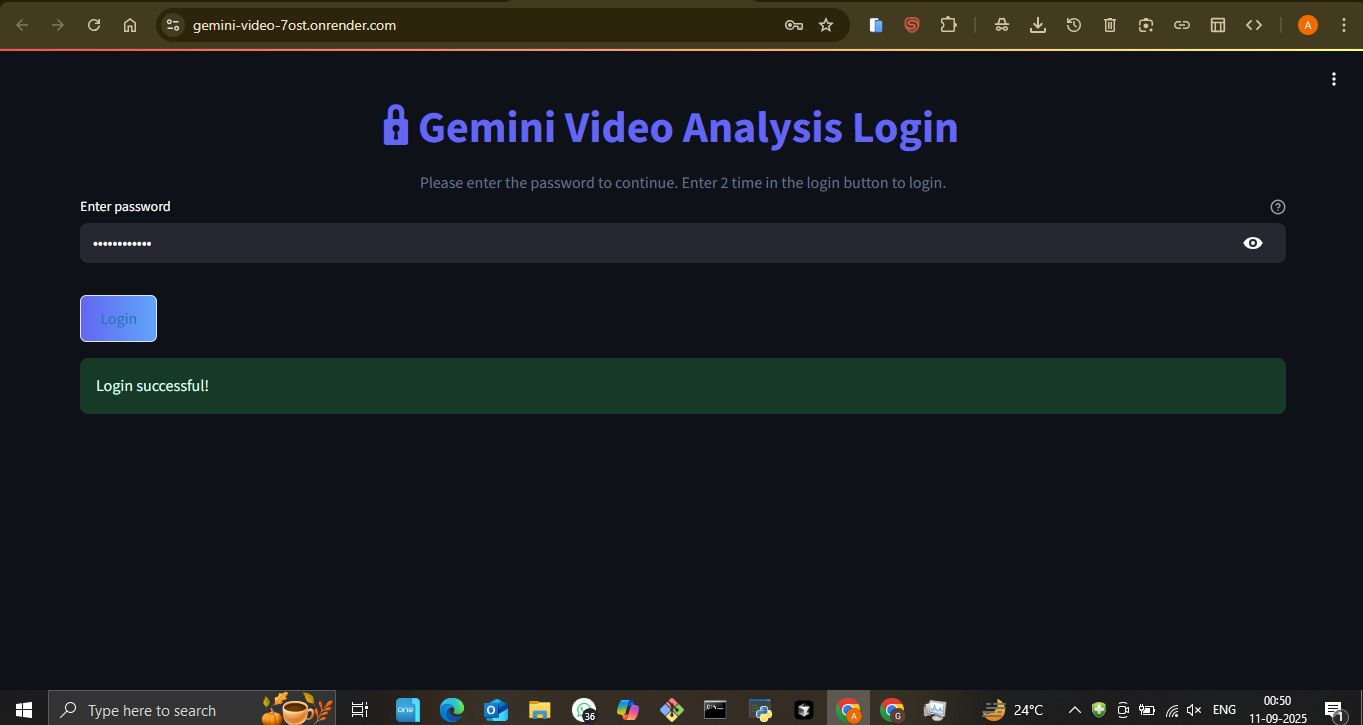 gemini-video-7ost.onrender.com
A
Gemini Video Analysis Login
Please enter the password to continue. Enter 2 time in the login button to login.
Enter password
••••••••••••
Login
Login successful!
Type here to search
one
36
A
G
24°C
ENG
00:50
11-09-2025
1